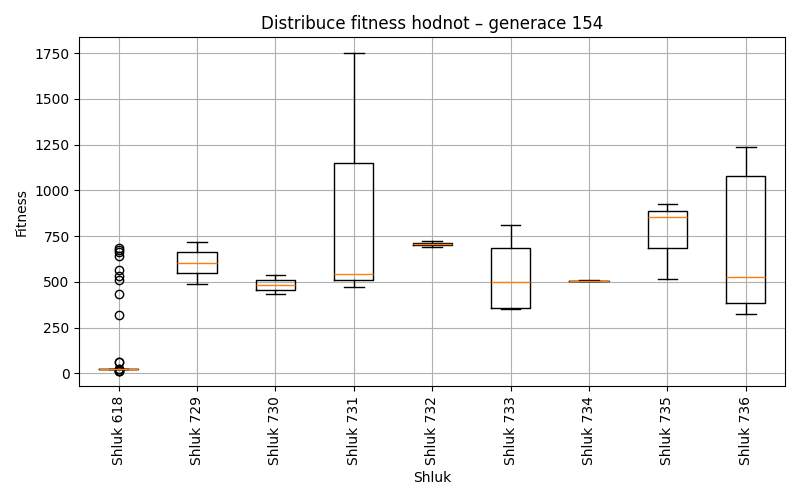 Distribuce fitness hodnot – generace 154
1750
1500
1250
1000
750
500
250
0
Fitness
Shluk 618
Shluk 729
Shluk 730
Shluk 731
Shluk 732
Shluk 733
Shluk 734
Shluk 735
Shluk 736
Shluk